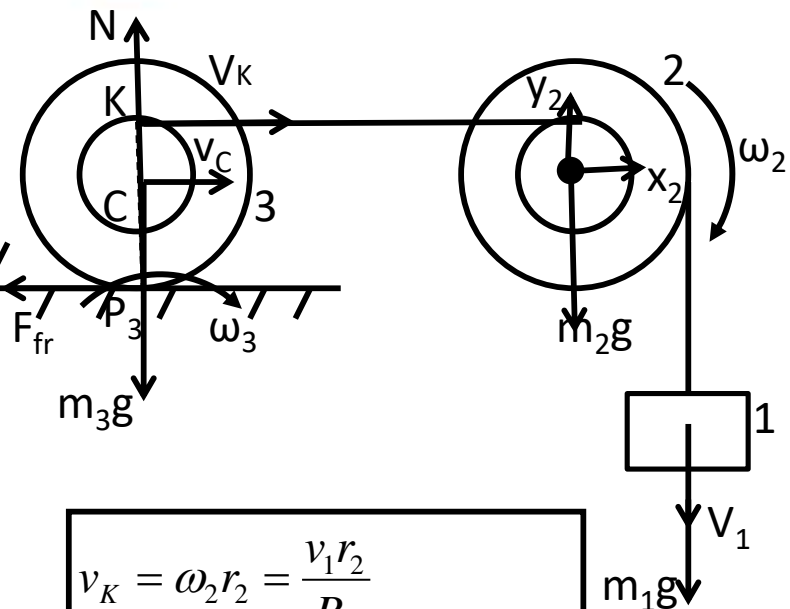 N
V_K
K
v_C
C
3
F_fr
P_3
ω_3
m_3g
2
y_2
x_2
ω_2
m_2g
1
V_1
m_1g
v_K = ω_2 r_2 = v_1 r_2 /